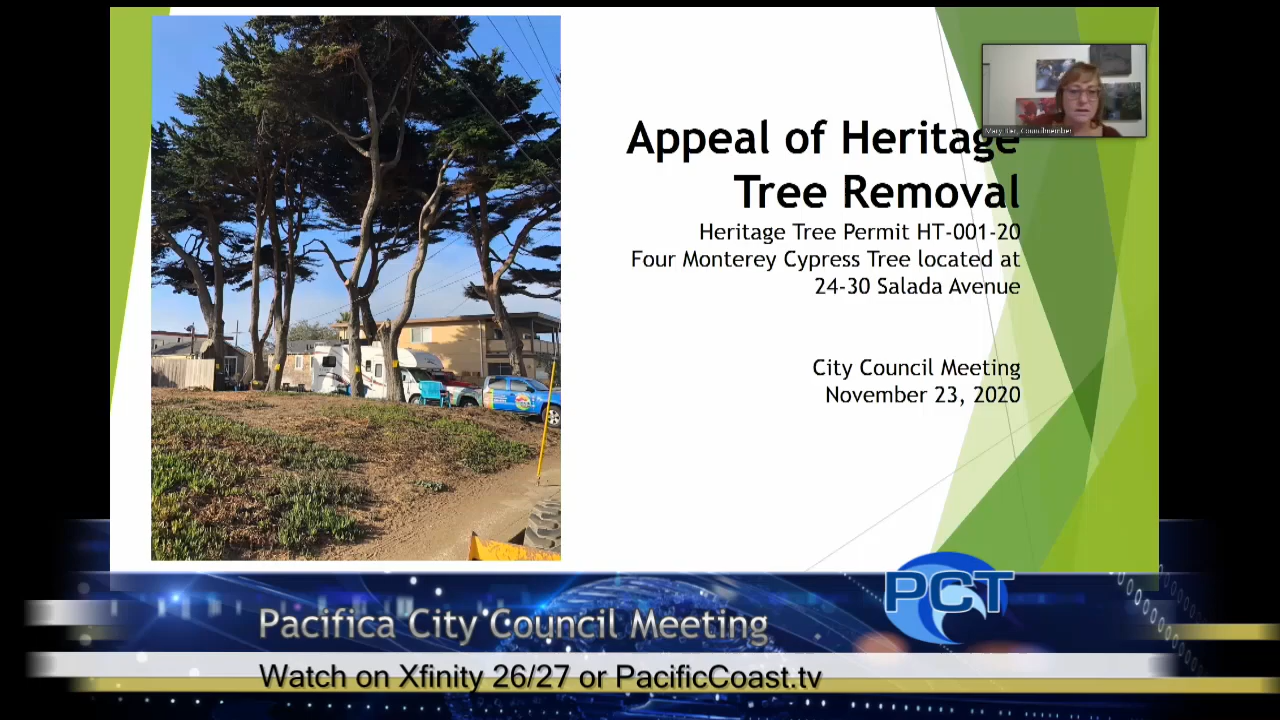 Appeal of Heritage
Tree Removal
Heritage Tree Permit HT-001-20
Four Monterey Cypress Tree located at
24-30 Salada Avenue
City Council Meeting
November 23, 2020
Councilmember
PCT
Pacifica City Council Meeting
Watch on Xfinity 26/27 or PacificCoast.tv